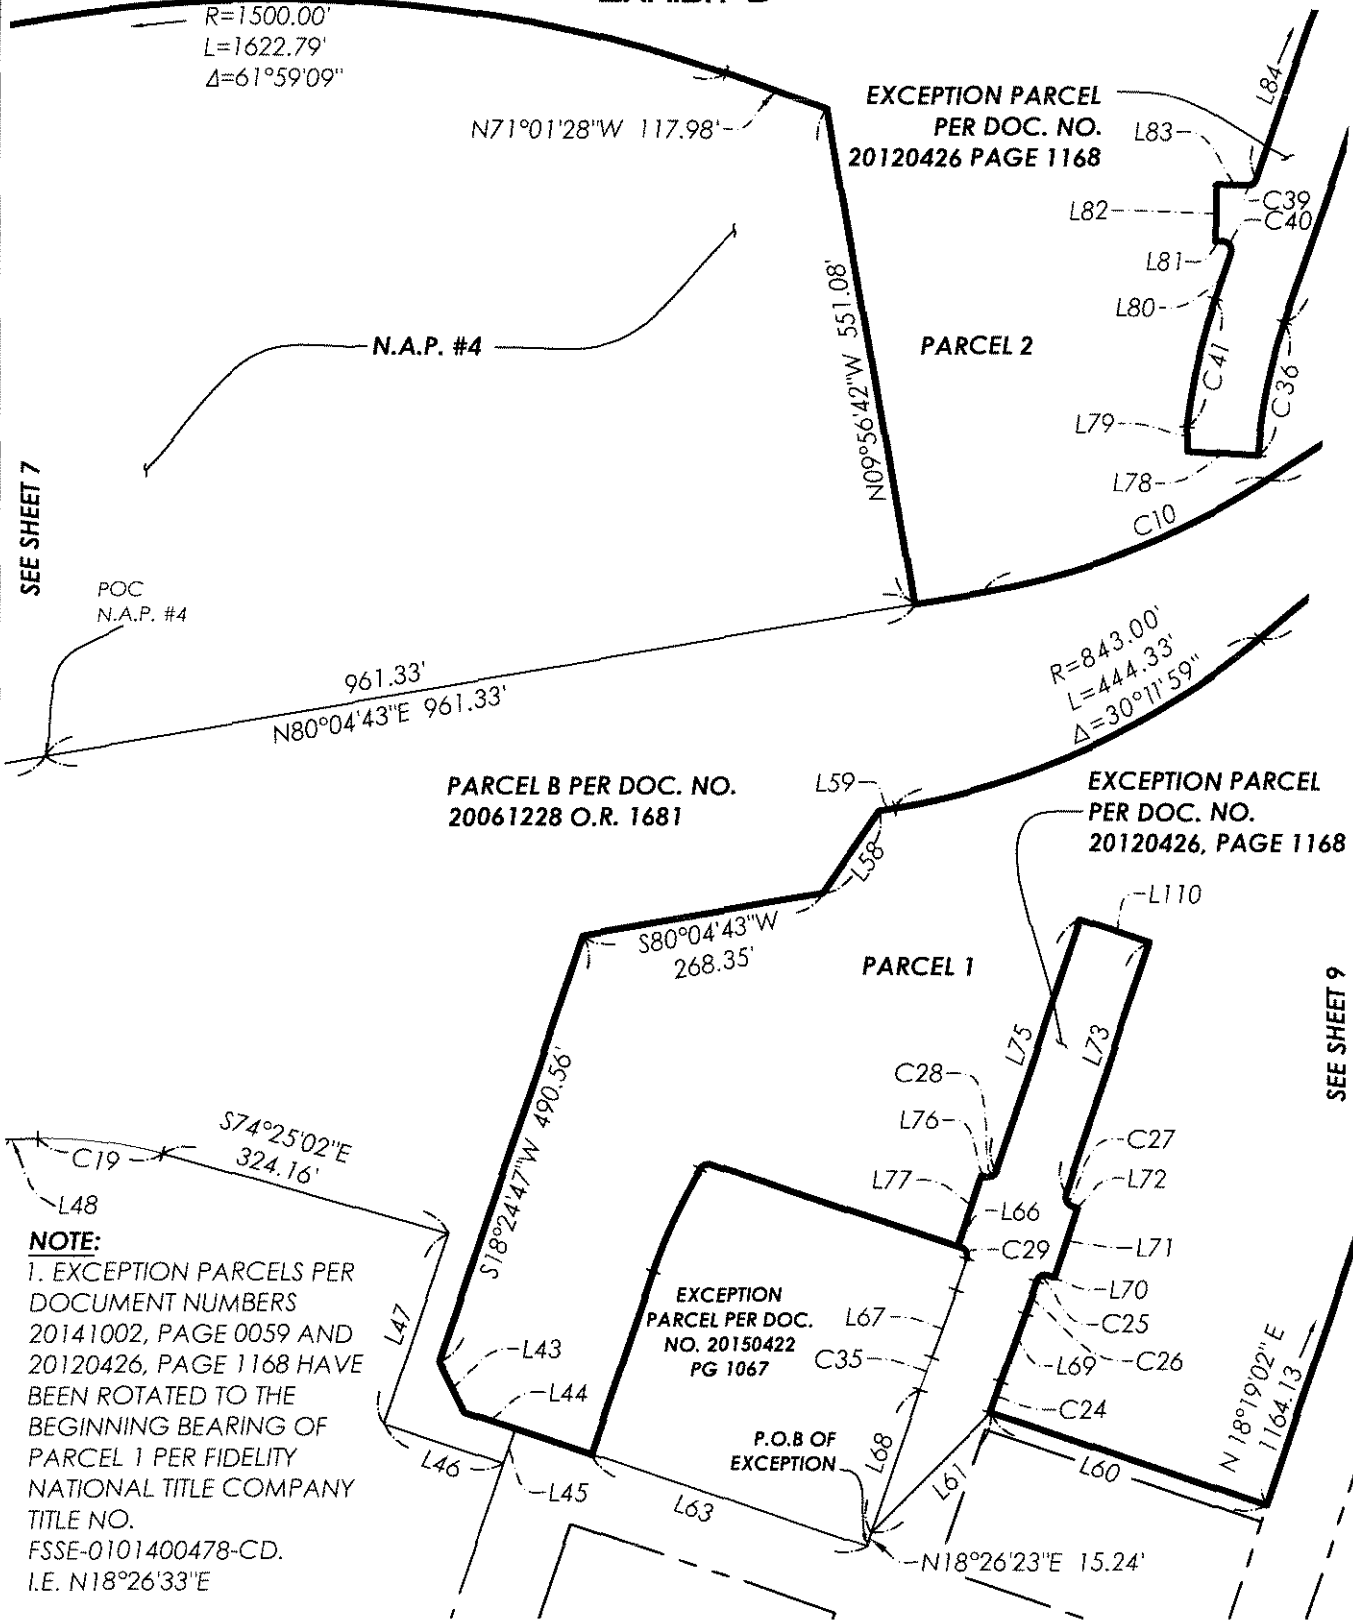 R=1500.00'
L=1622.79'
Δ=61°59'09"
N71°01'28"W 117.98'
EXCEPTION PARCEL
PER DOC. NO.
20120426 PAGE 1168
L84
L83
C39
C40
L82
L81
L80
N.A.P. #4
N09°56'42"W 551.08'
PARCEL 2
C41
C36
L79
L78
C10
SEE SHEET 7
POC
N.A.P. #4
961.33'
N80°04'43"E 961.33'
R=843.00'
L=444.33'
Δ=30°11'59"
PARCEL B PER DOC. NO.
20061228 O.R. 1681
L59
L58
EXCEPTION PARCEL
PER DOC. NO.
20120426, PAGE 1168
L110
S80°04'43"W
268.35'
PARCEL 1
SEE SHEET 9
L75
L73
C28
L76
C27
L72
L77
L66
C29
L71
L70
C25
C26
L67
C35
L69
C24
S18°24'47"W 490.56'
S74°25'02"E
324.16'
C19
L48
L47
L43
L44
L46
L45
L63
EXCEPTION
PARCEL PER DOC.
NO. 20150422
PG 1067
P.O.B OF
EXCEPTION
L68
L61
L60
N 18°19'02" E
1164.13
N18°26'23"E 15.24'
NOTE:
1. EXCEPTION PARCELS PER
DOCUMENT NUMBERS
20141002, PAGE 0059 AND
20120426, PAGE 1168 HAVE
BEEN ROTATED TO THE
BEGINNING BEARING OF
PARCEL 1 PER FIDELITY
NATIONAL TITLE COMPANY
TITLE NO.
FSSE-0101400478-CD.
I.E. N18°26'33"E